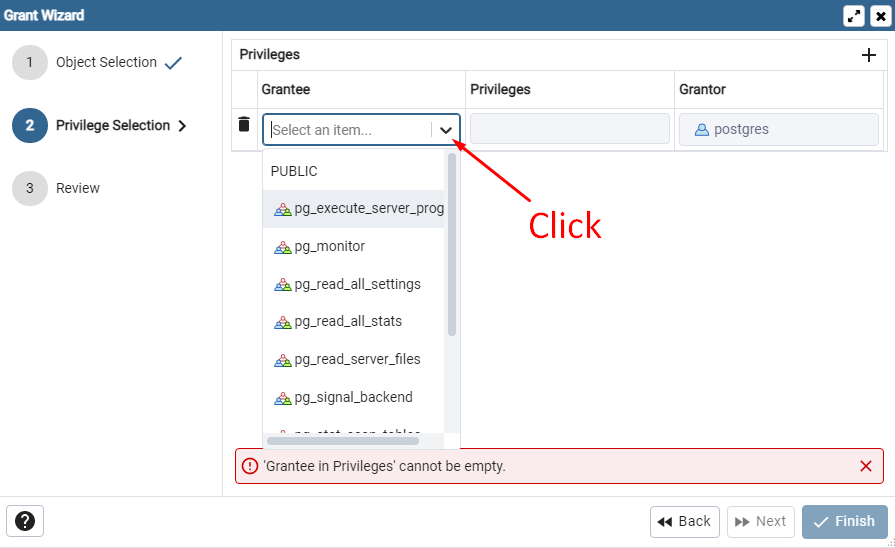 Grant Wizard
1 Object Selection
2 Privilege Selection
3 Review
Privileges
Grantee Privileges Grantor
Select an item... postgres
PUBLIC
pg_execute_server_prog
pg_monitor
pg_read_all_settings
pg_read_all_stats
pg_read_server_files
pg_signal_backend
Click
'Grantee in Privileges' cannot be empty.
? Back Next Finish